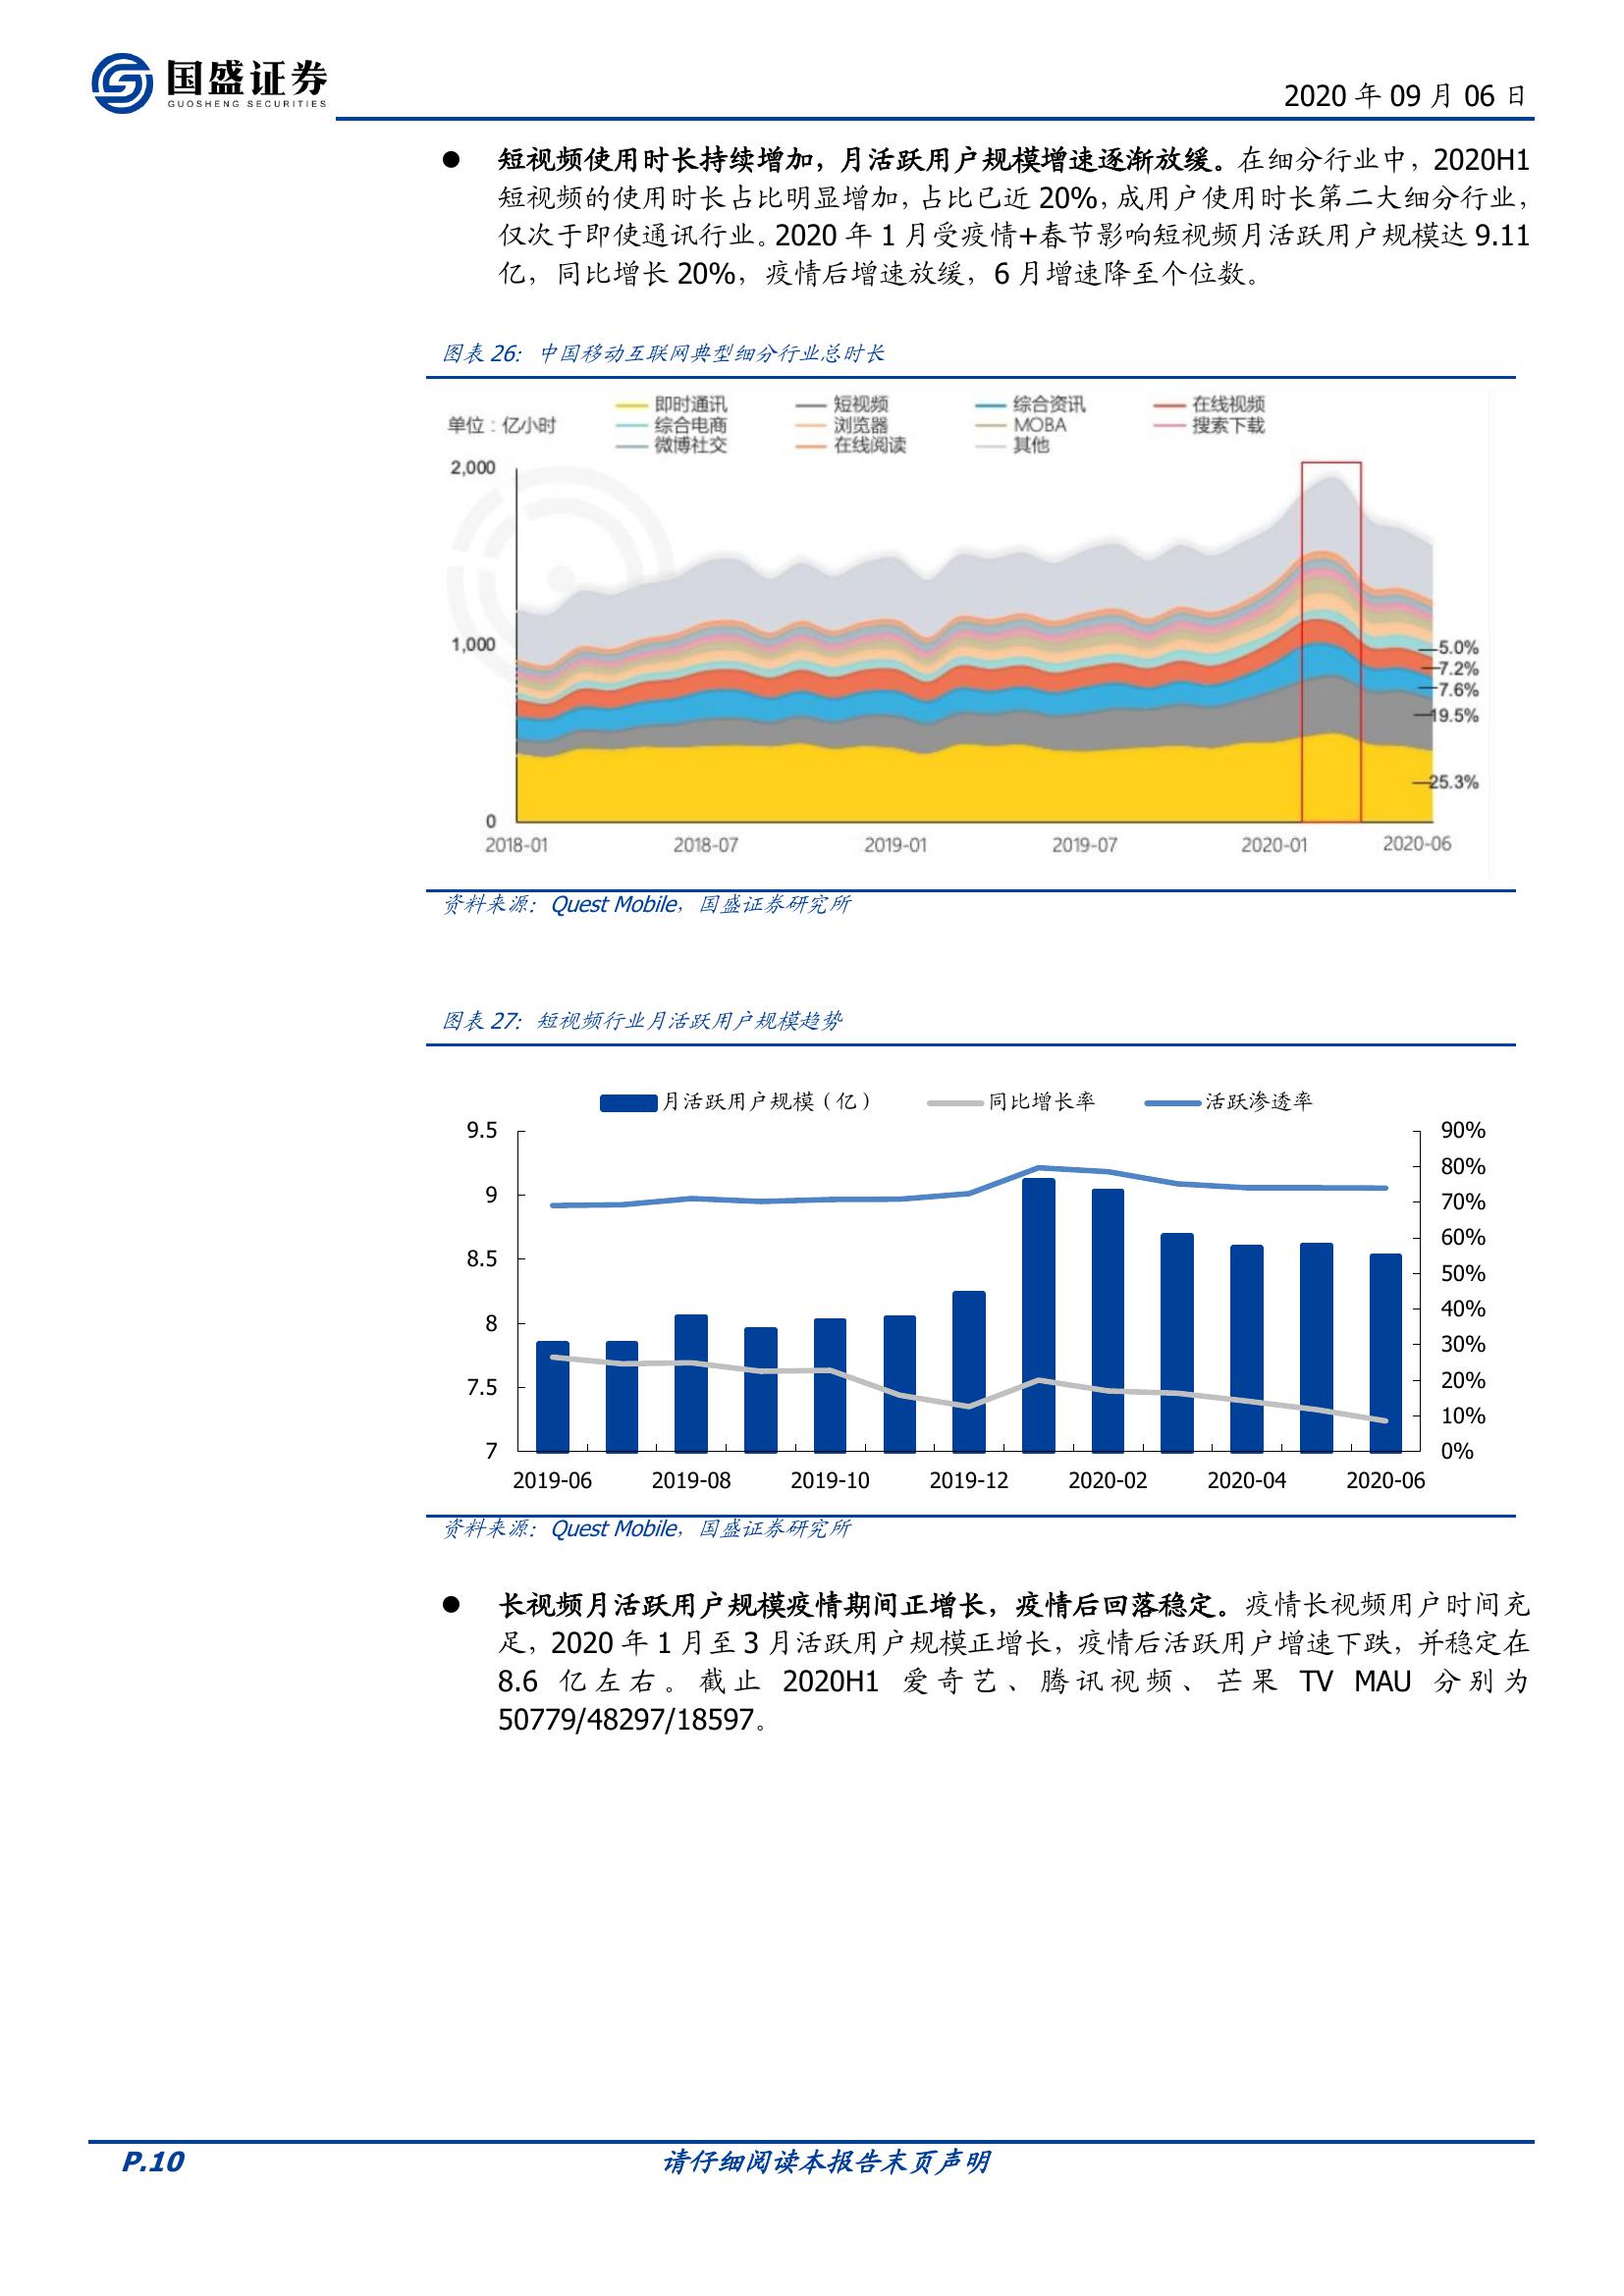 国盛证券
GUOSHENG SECURITIES
2020 年 09 月 06 日
● 短视频使用时长持续增加，月活跃用户规模增速逐渐放缓。在细分行业中，2020H1
短视频的使用时长占比明显增加，占比已近 20%，成用户使用时长第二大细分行业，
仅次于即使通讯行业。2020 年 1 月受疫情+春节影响短视频月活跃用户规模达 9.11
亿，同比增长 20%，疫情后增速放缓，6 月增速降至个位数。
图表 26：中国移动互联网典型细分行业总时长
单位：亿小时
即时通讯 短视频 综合资讯 在线视频
综合电商 浏览器 MOBA 搜索下载
微博社交 在线阅读 其他
2,000
1,000
0
5.0%
7.2%
7.6%
19.5%
25.3%
2018-01 2018-07 2019-01 2019-07 2020-01 2020-06
资料来源：Quest Mobile，国盛证券研究所
图表 27：短视频行业月活跃用户规模趋势
月活跃用户规模（亿） 同比增长率 活跃渗透率
9.5
9
8.5
8
7.5
7
90%
80%
70%
60%
50%
40%
30%
20%
10%
0%
2019-06 2019-08 2019-10 2019-12 2020-02 2020-04 2020-06
资料来源：Quest Mobile，国盛证券研究所
● 长视频月活跃用户规模疫情期间正增长，疫情后回落稳定。疫情长视频用户时间充
足，2020 年 1 月至 3 月活跃用户规模正增长，疫情后活跃用户增速下跌，并稳定在
8.6 亿左右。截止 2020H1 爱奇艺、腾讯视频、芒果 TV MAU 分别为
50779/48297/18597。
P.10
请仔细阅读本报告末页声明